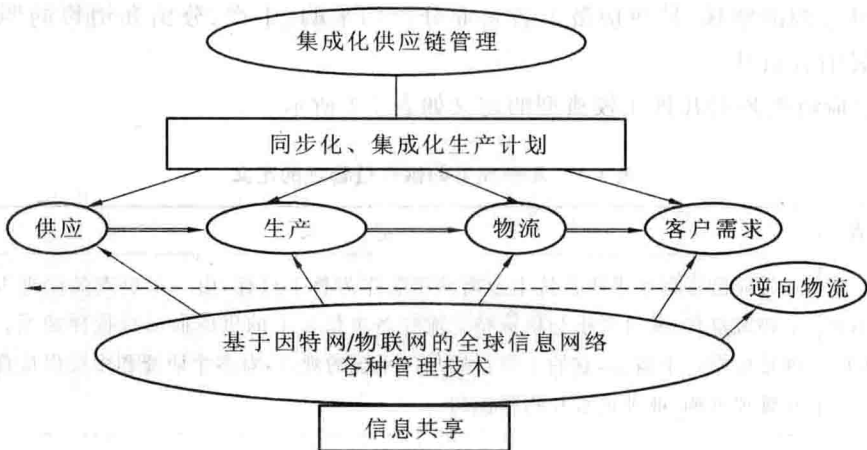 集成化供应链管理
同步化、集成化生产计划
供应
生产
物流
客户需求
逆向物流
基于因特网/物联网的全球信息网络
各种管理技术
信息共享